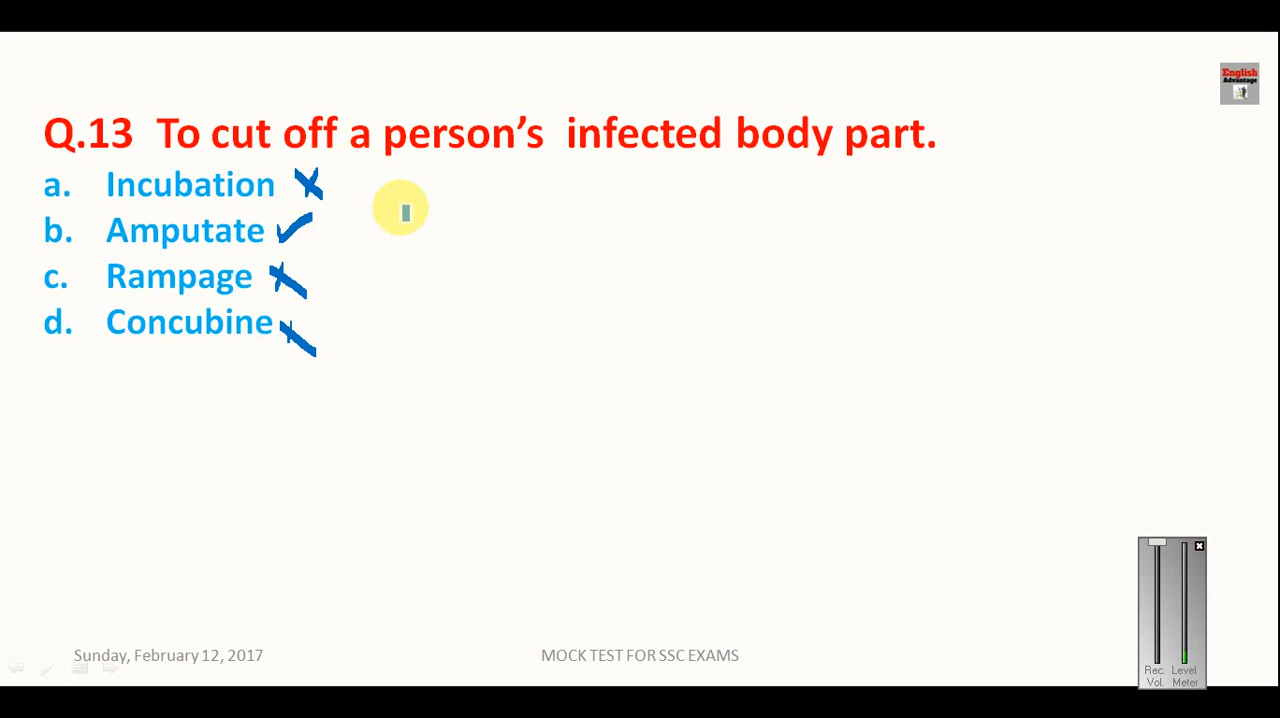 English
Advantage
Q.13 To cut off a person’s infected body part.
a. Incubation
b. Amputate
c. Rampage
d. Concubine
Sunday, February 12, 2017
MOCK TEST FOR SSC EXAMS
Rec. Level
Vol. Meter